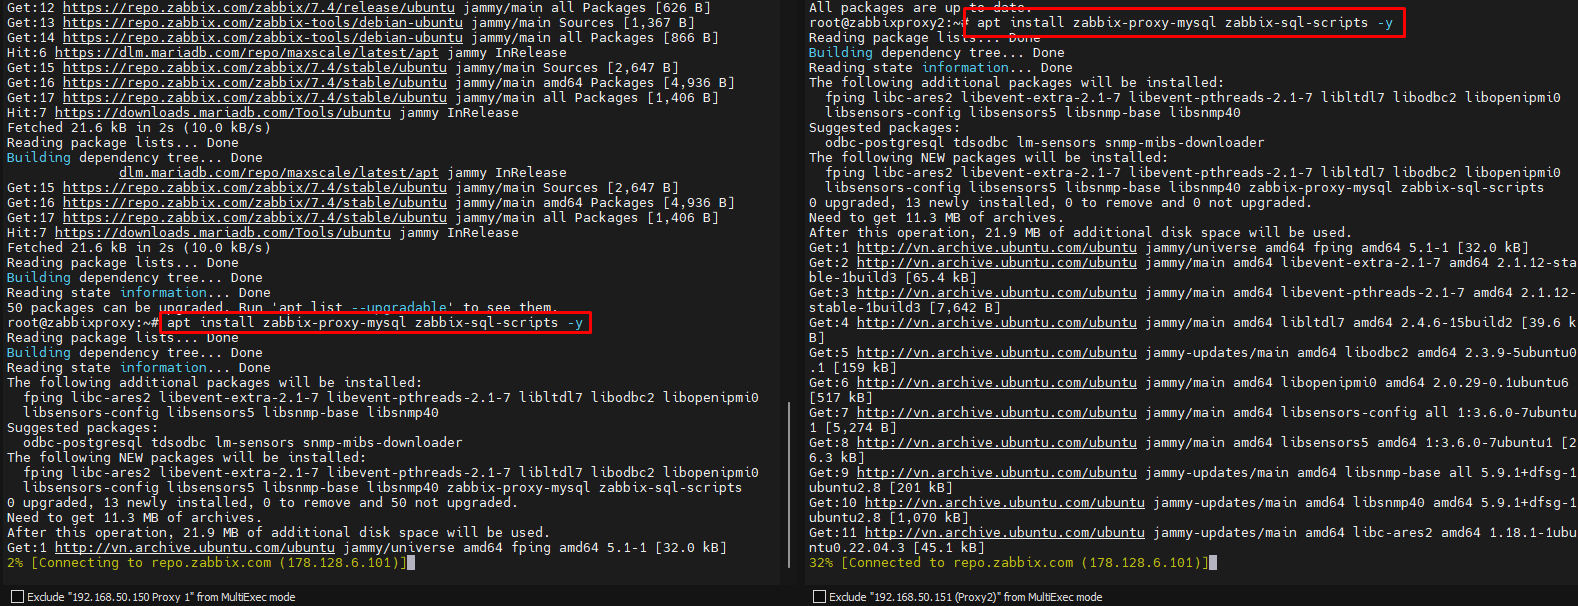 Get:12 https://repo.zabbix.com/zabbix/7.4/release/ubuntu jammy/main all Packages [626 B]
Get:13 https://repo.zabbix.com/zabbix-tools/debian-ubuntu jammy/main Sources [1,367 B]
Get:14 https://repo.zabbix.com/zabbix-tools/debian-ubuntu jammy/main all Packages [866 B]
Hit:6 https://dlm.mariadb.com/repo/maxscale/latest/apt jammy InRelease
Get:15 https://repo.zabbix.com/zabbix/7.4/stable/ubuntu jammy/main Sources [2,647 B]
Get:16 https://repo.zabbix.com/zabbix/7.4/stable/ubuntu jammy/main amd64 Packages [4,936 B]
Get:17 https://repo.zabbix.com/zabbix/7.4/stable/ubuntu jammy/main all Packages [1,406 B]
Hit:7 https://downloads.mariadb.com/Tools/ubuntu jammy InRelease
Fetched 21.6 kB in 2s (10.0 kB/s)
Reading package lists... Done
Building dependency tree... Done
dlm.mariadb.com/repo/maxscale/latest/apt jammy InRelease
Get:15 https://repo.zabbix.com/zabbix/7.4/stable/ubuntu jammy/main Sources [2,647 B]
Get:16 https://repo.zabbix.com/zabbix/7.4/stable/ubuntu jammy/main amd64 Packages [4,936 B]
Get:17 https://repo.zabbix.com/zabbix/7.4/stable/ubuntu jammy/main all Packages [1,406 B]
Hit:7 https://downloads.mariadb.com/Tools/ubuntu jammy InRelease
Fetched 21.6 kB in 2s (10.0 kB/s)
Reading package lists... Done
Building dependency tree... Done
Reading state information... Done
50 packages can be upgraded. Run 'apt list --upgradable' to see them.
root@zabbixproxy:~# apt install zabbix-proxy-mysql zabbix-sql-scripts -y
Reading package lists... Done
Building dependency tree... Done
Reading state information... Done
The following additional packages will be installed:
fping libc-ares2 libevent-extra-2.1-7 libevent-pthreads-2.1-7 libltdl7 libodbc2 libopenipmi0
libsensors-config libsensors5 libsnmp-base libsnmp40
Suggested packages:
odbc-postgresql tdsodbc lm-sensors snmp-mibs-downloader
The following NEW packages will be installed:
fping libc-ares2 libevent-extra-2.1-7 libevent-pthreads-2.1-7 libltdl7 libodbc2 libopenipmi0
libsensors-config libsensors5 libsnmp-base libsnmp40 zabbix-proxy-mysql zabbix-sql-scripts
0 upgraded, 13 newly installed, 0 to remove and 50 not upgraded.
Need to get 11.3 MB of archives.
After this operation, 21.9 MB of additional disk space will be used.
Get:1 http://vn.archive.ubuntu.com/ubuntu jammy/universe amd64 fping amd64 5.1-1 [32.0 kB]
2% [Connecting to repo.zabbix.com (178.128.6.101)]
Exclude "192.168.50.150 Proxy 1" from MultiExec mode
All packages are up to date.
root@zabbixproxy2:~# apt install zabbix-proxy-mysql zabbix-sql-scripts -y
Reading package lists... Done
Building dependency tree... Done
Reading state information... Done
The following additional packages will be installed:
fping libc-ares2 libevent-extra-2.1-7 libevent-pthreads-2.1-7 libltdl7 libodbc2 libopenipmi0
libsensors-config libsensors5 libsnmp-base libsnmp40
Suggested packages:
odbc-postgresql tdsodbc lm-sensors snmp-mibs-downloader
The following NEW packages will be installed:
fping libc-ares2 libevent-extra-2.1-7 libevent-pthreads-2.1-7 libltdl7 libodbc2 libopenipmi0
libsensors-config libsensors5 libsnmp-base libsnmp40 zabbix-proxy-mysql zabbix-sql-scripts
0 upgraded, 13 newly installed, 0 to remove and 0 not upgraded.
Need to get 11.3 MB of archives.
After this operation, 21.9 MB of additional disk space will be used.
Get:1 http://vn.archive.ubuntu.com/ubuntu jammy/universe amd64 fping amd64 5.1-1 [32.0 kB]
Get:2 http://vn.archive.ubuntu.com/ubuntu jammy/main amd64 libevent-extra-2.1-7 amd64 2.1.12-sta
ble-1build3 [65.4 kB]
Get:3 http://vn.archive.ubuntu.com/ubuntu jammy/main amd64 libevent-pthreads-2.1-7 amd64 2.1.12-
stable-1build3 [7,642 B]
Get:4 http://vn.archive.ubuntu.com/ubuntu jammy/main amd64 libltdl7 amd64 2.4.6-15build2 [39.6 k
B]
Get:5 http://vn.archive.ubuntu.com/ubuntu jammy-updates/main amd64 libodbc2 amd64 2.3.9-5ubuntu0
.1 [159 kB]
Get:6 http://vn.archive.ubuntu.com/ubuntu jammy/main amd64 libopenipmi0 amd64 2.0.29-0.1ubuntu6
[517 kB]
Get:7 http://vn.archive.ubuntu.com/ubuntu jammy/main amd64 libsensors-config all 1:3.6.0-7ubuntu
1 [5,274 B]
Get:8 http://vn.archive.ubuntu.com/ubuntu jammy/main amd64 libsensors5 amd64 1:3.6.0-7ubuntu1 [2
6.3 kB]
Get:9 http://vn.archive.ubuntu.com/ubuntu jammy-updates/main amd64 libsnmp-base all 5.9.1+dfsg-1
ubuntu2.8 [201 kB]
Get:10 http://vn.archive.ubuntu.com/ubuntu jammy-updates/main amd64 libsnmp40 amd64 5.9.1+dfsg-1
ubuntu2.8 [1,070 kB]
Get:11 http://vn.archive.ubuntu.com/ubuntu jammy-updates/main amd64 libc-ares2 amd64 1.18.1-1ubu
ntu0.22.04.3 [45.1 kB]
32% [Connected to repo.zabbix.com (178.128.6.101)]
Exclude "192.168.50.151 (Proxy2)" from MultiExec mode